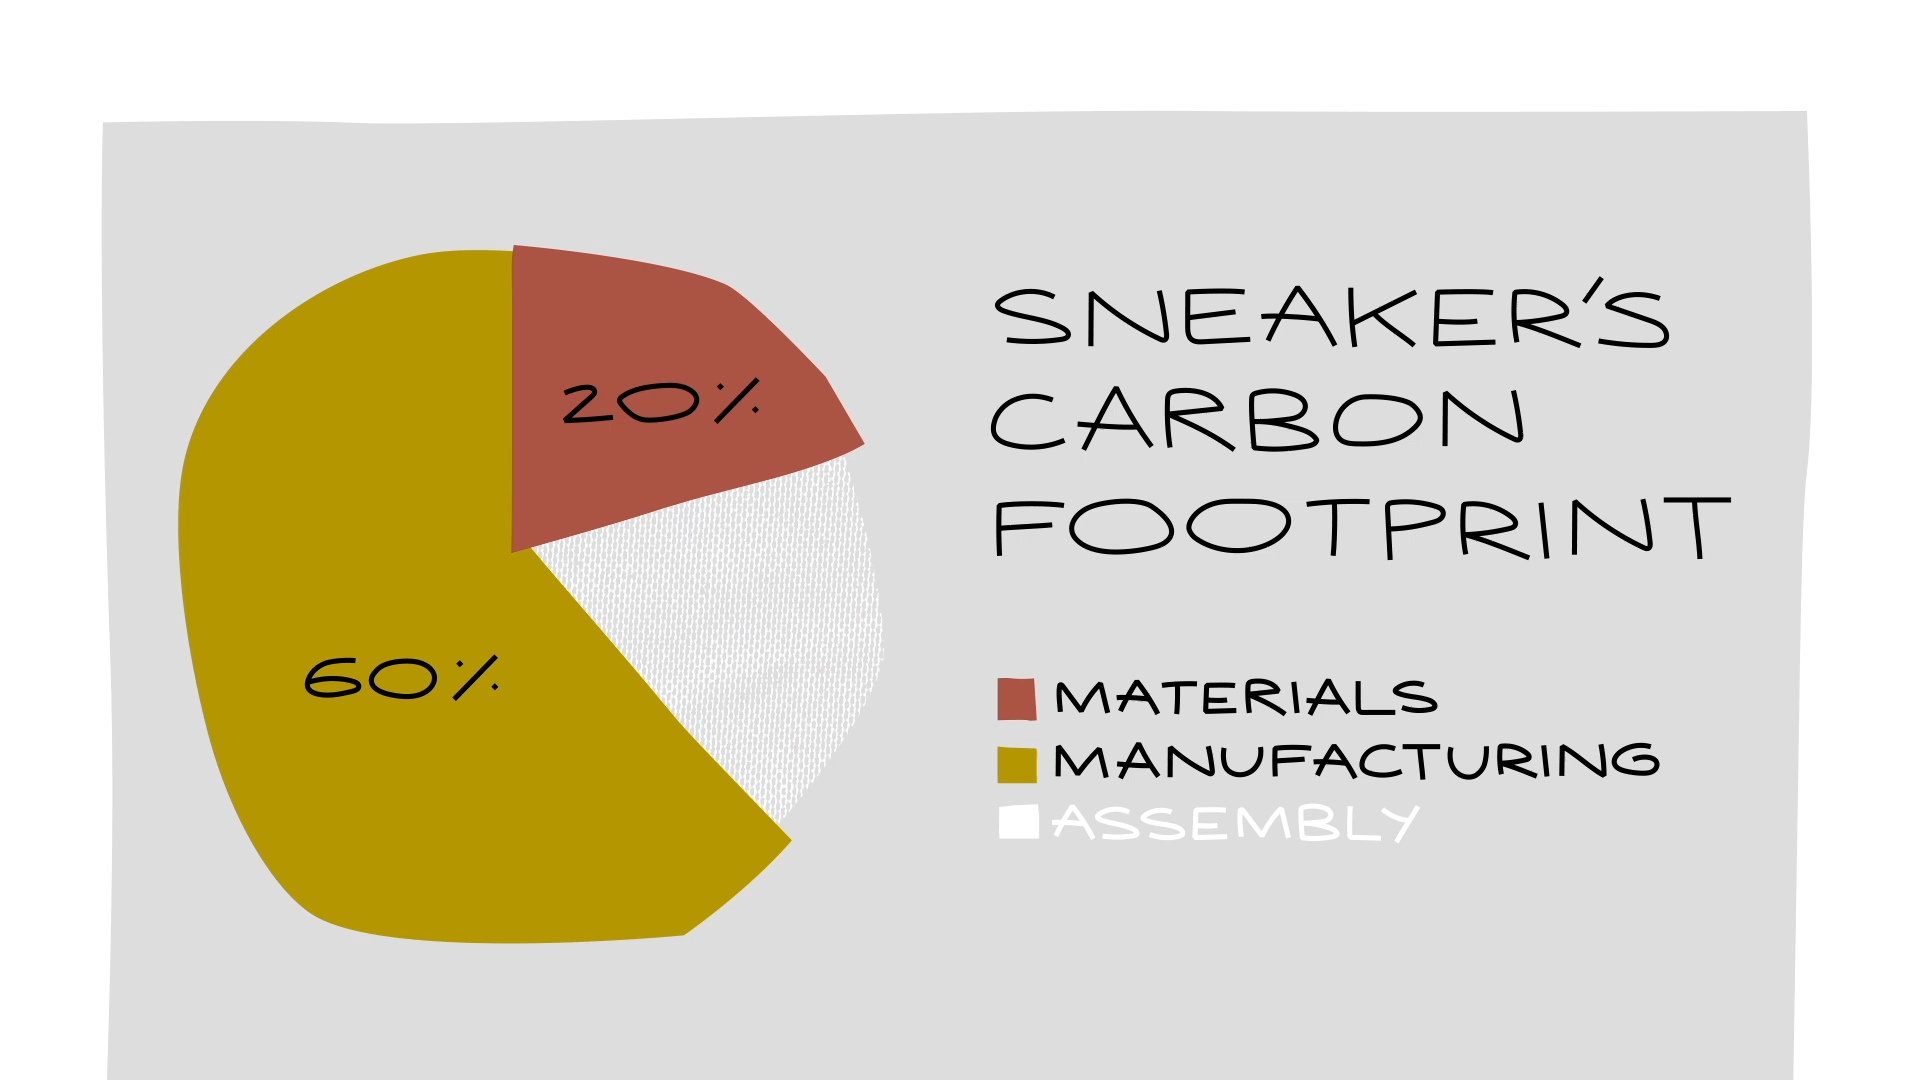 SNEAKER'S
CARBON
FOOTPRINT
20%
60%
MATERIALS
MANUFACTURING
ASSEMBLY